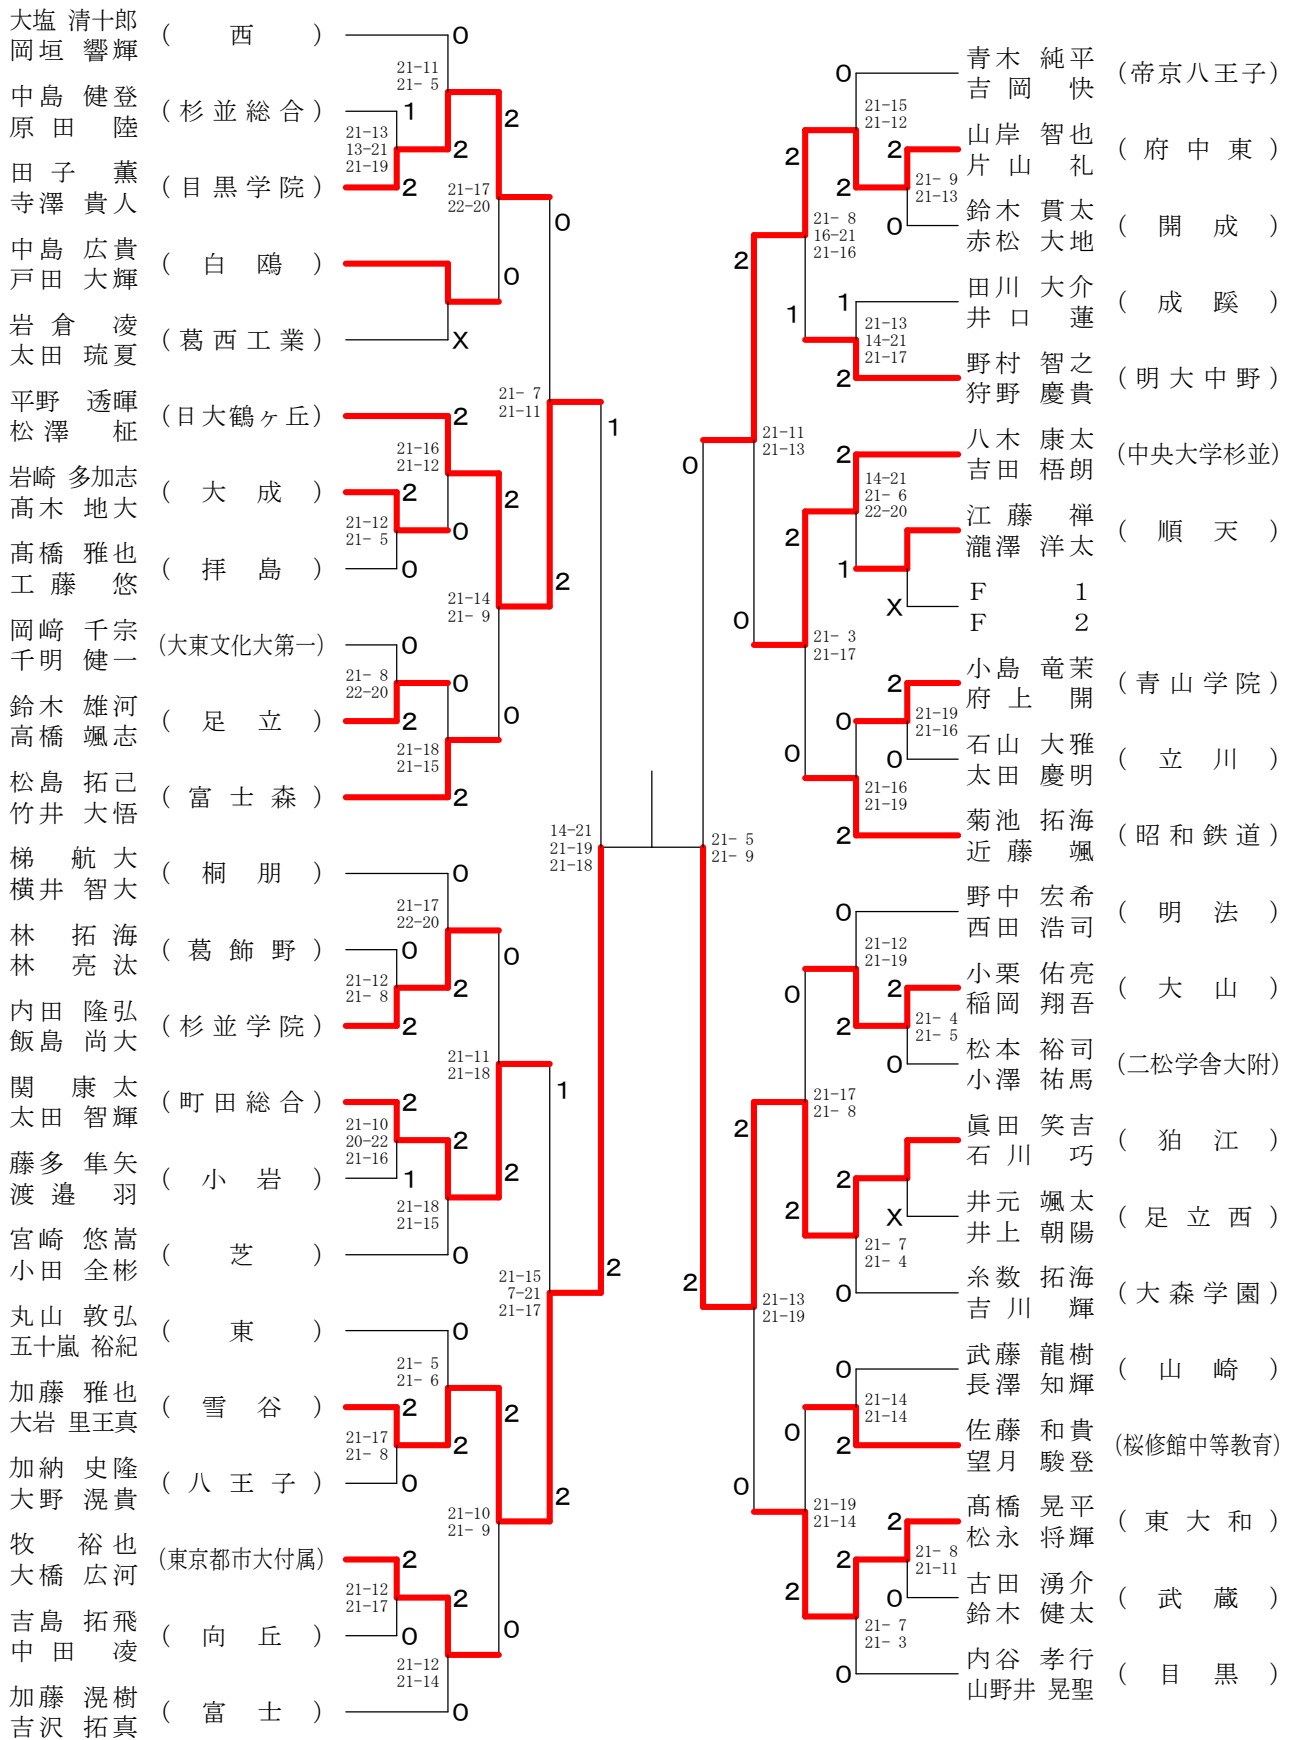 大塩 清十郎
岡垣 響輝
( 西 )
0
21-11
21- 5
中島 健登
原田 陸
(杉並総合)
1
2
21-13
13-21
21-19
2
田子 薫
寺澤 貴人
(目黒学院)
2
21-17
22-20
0
中島 広貴
戸田 大輝
( 白鴎 )
0
岩倉 凌
太田 琉夏
(葛西工業)
X
平野 透暉
松澤 柾
(日大鶴ヶ丘)
2
21- 7
21-11
1
21-16
21-12
岩崎 多加志
髙木 地大
( 大成 )
2
2
21-12
21- 5
0
髙橋 雅也
工藤 悠
( 拝島 )
0
2
21-14
21- 9
岡﨑 千宗
千明 健一
(大東文化大第一)
0
21- 8
22-20
0
鈴木 雄河
高橋 颯志
( 足立 )
2
0
21-18
21-15
松島 拓己
竹井 大悟
(富士森)
2
14-21
21-19
21-18
梯 航大
横井 智大
( 桐朋 )
0
21-17
22-20
林 拓海
林 亮汰
(葛飾野)
0
0
21-12
21- 8
2
内田 隆弘
飯島 尚大
(杉並学院)
2
21-11
21-18
1
関 康太
太田 智輝
(町田総合)
2
21-10
20-22
21-16
2
藤多 隼矢
渡邉 羽
( 小岩 )
1
2
21-18
21-15
宮崎 悠嵩
小田 全彬
( 芝 )
0
21-15
7-21
21-17
2
丸山 敦弘
五十嵐 裕紀
( 東 )
0
21- 5
21- 6
加藤 雅也
大岩 里王真
( 雪谷 )
2
2
21-17
21- 8
2
加納 史隆
大野 滉貴
(八王子)
0
2
21-10
21- 9
牧 裕也
大橋 広河
(東京都市大付属)
2
21-12
21-17
2
吉島 拓飛
中田 凌
( 向丘 )
0
0
21-12
21-14
加藤 滉樹
吉沢 拓真
( 富士 )
0
0
青木 純平
吉岡 快
(帝京八王子)
21-15
21-12
2
2
山岸 智也
片山 礼
(府中東)
2
21- 9
21-13
0
鈴木 貫太
赤松 大地
( 開成 )
21- 8
16-21
21-16
2
1
田川 大介
井口 蓮
( 成蹊 )
1
21-13
14-21
21-17
2
野村 智之
狩野 慶貴
(明大中野)
0
21-11
21-13
2
八木 康太
吉田 梧朗
(中央大学杉並)
14-21
21- 6
22-20
2
江藤 禅
瀧澤 洋太
( 順天 )
1
X
F 1
F 2
0
21- 3
21-17
2
小島 竜茉
府上 開
(青山学院)
0
21-19
21-16
0
0
石山 大雅
太田 慶明
( 立川 )
21-16
21-19
2
菊池 拓海
近藤 颯
(昭和鉄道)
21- 5
21- 9
0
野中 宏希
西田 浩司
( 明法 )
21-12
21-19
0
2
小栗 佑亮
稲岡 翔吾
( 大山 )
2
21- 4
21- 5
0
松本 裕司
小澤 祐馬
(二松学舎大附)
21-17
21- 8
2
眞田 笑吉
石川 巧
( 狛江 )
2
2
X
井元 颯太
井上 朝陽
(足立西)
21- 7
21- 4
0
糸数 拓海
吉川 輝
(大森学園)
2
21-13
21-19
0
武藤 龍樹
長澤 知輝
( 山崎 )
21-14
21-14
0
2
佐藤 和貴
望月 駿登
(桜修館中等教育)
0
21-19
21-14
2
髙橋 晃平
松永 将輝
(東大和)
2
21- 8
21-11
2
0
古田 湧介
鈴木 健太
( 武蔵 )
21- 7
21- 3
0
内谷 孝行
山野井 晃聖
( 目黒 )